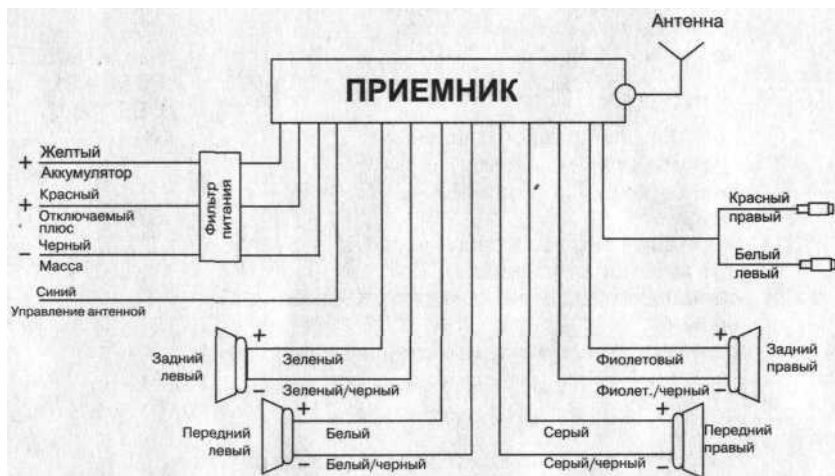 Антенна
ПРИЕМНИК
+ Желтый
Аккумулятор
+ Красный
Отключаемый
плюс
− Черный
Масса
Фильтр
питания
Синий
Управление антенной
Красный
правый
Белый
левый
Задний
левый
+
Зеленый
−
Зеленый/черный
Передний
левый
+
Белый
−
Белый/черный
Фиолетовый
+
Задний
правый
Фиолет./черный
−
Серый
+
Передний
правый
Серый/черный
−